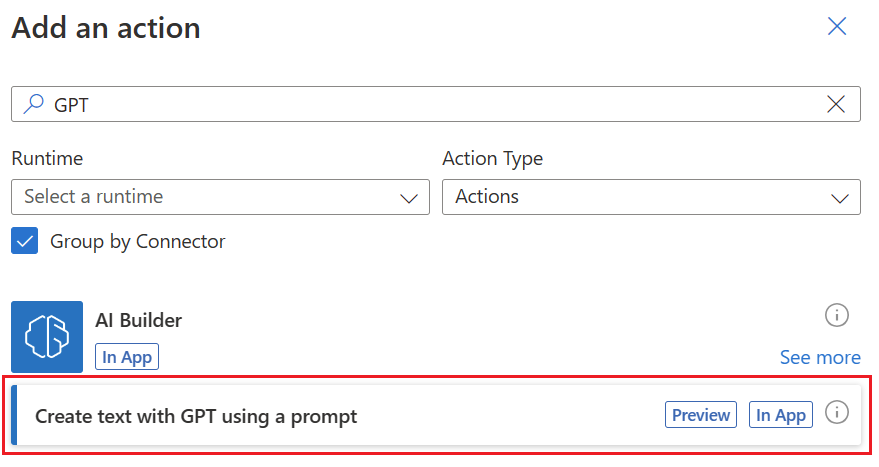 Add an action
GPT
Runtime
Action Type
Select a runtime
Actions
Group by Connector
AI Builder
In App
See more
Create text with GPT using a prompt
Preview
In App